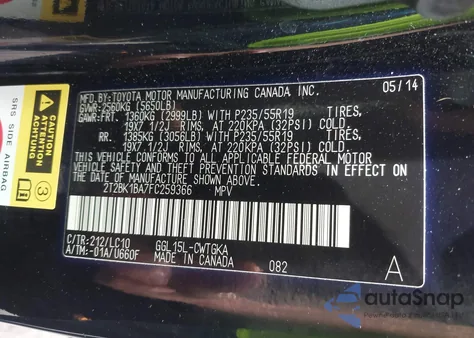 MFD.BY:TOYOTA MOTOR MANUFACTURING CANADA INC. 05/14
GVWR:2560KG (5650LB)
GAWR:FRT. 1360KG (2999LB) WITH P235/55R19 TIRES,
19X7 1/2J RIMS, AT 220KPA (32PSI) COLD.
RR. 1385KG (3056LB) WITH P235/55R19 TIRES,
19X7 1/2J RIMS, AT 220KPA (32PSI) COLD.
THIS VEHICLE CONFORMS TO ALL APPLICABLE FEDERAL MOTOR
VEHICLE SAFETY AND THEFT PREVENTION STANDARDS IN EFFECT ON
THE DATE OF MANUFACTURE SHOWN ABOVE.
2T2BK1BA7FC259366 MPV
C/TR:212/LC10 GGL15L-CWTGKA
A/TM:-01A/U660F MADE IN CANADA 082 A
SRS SIDE AIRBAG
CAUTION
ATTENTION
ACHTUNG
3
autoSnap